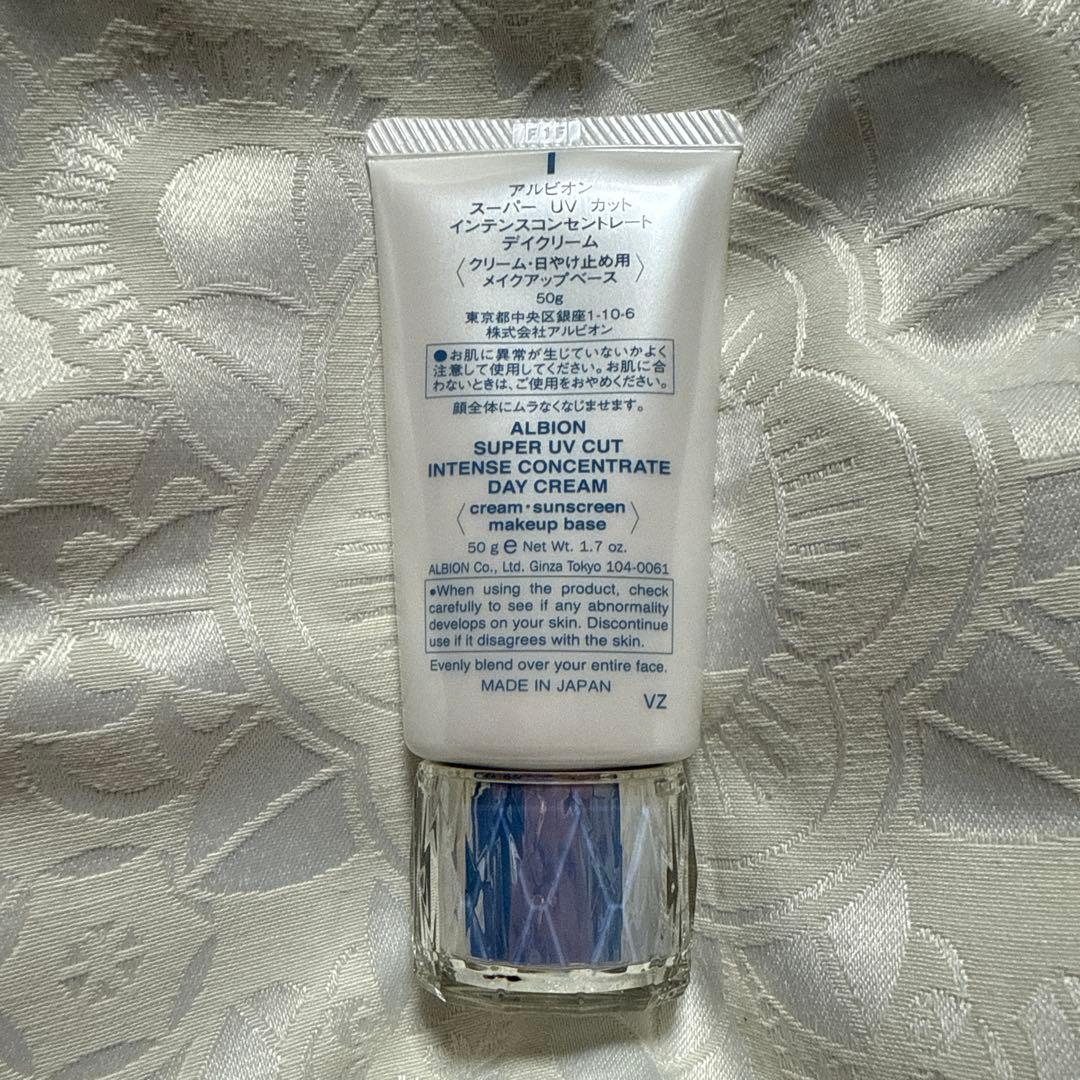 F1F
アルビオン
スーパー UV カット
インテンスコンセントレート
デイクリーム
〈クリーム・日やけ止め用
メイクアップベース〉
50g
東京都中央区銀座1-10-6
株式会社アルビオン
●お肌に異常が生じていないかよく
注意して使用してください。お肌に合
わないときは、ご使用をおやめください。
顔全体にムラなくなじませます。
ALBION
SUPER UV CUT
INTENSE CONCENTRATE
DAY CREAM
〈cream・sunscreen
makeup base〉
50 g e Net Wt. 1.7 oz.
ALBION Co., Ltd. Ginza Tokyo 104-0061
●When using the product, check
carefully to see if any abnormality
develops on your skin. Discontinue
use if it disagrees with the skin.
Evenly blend over your entire face.
MADE IN JAPAN
VZ